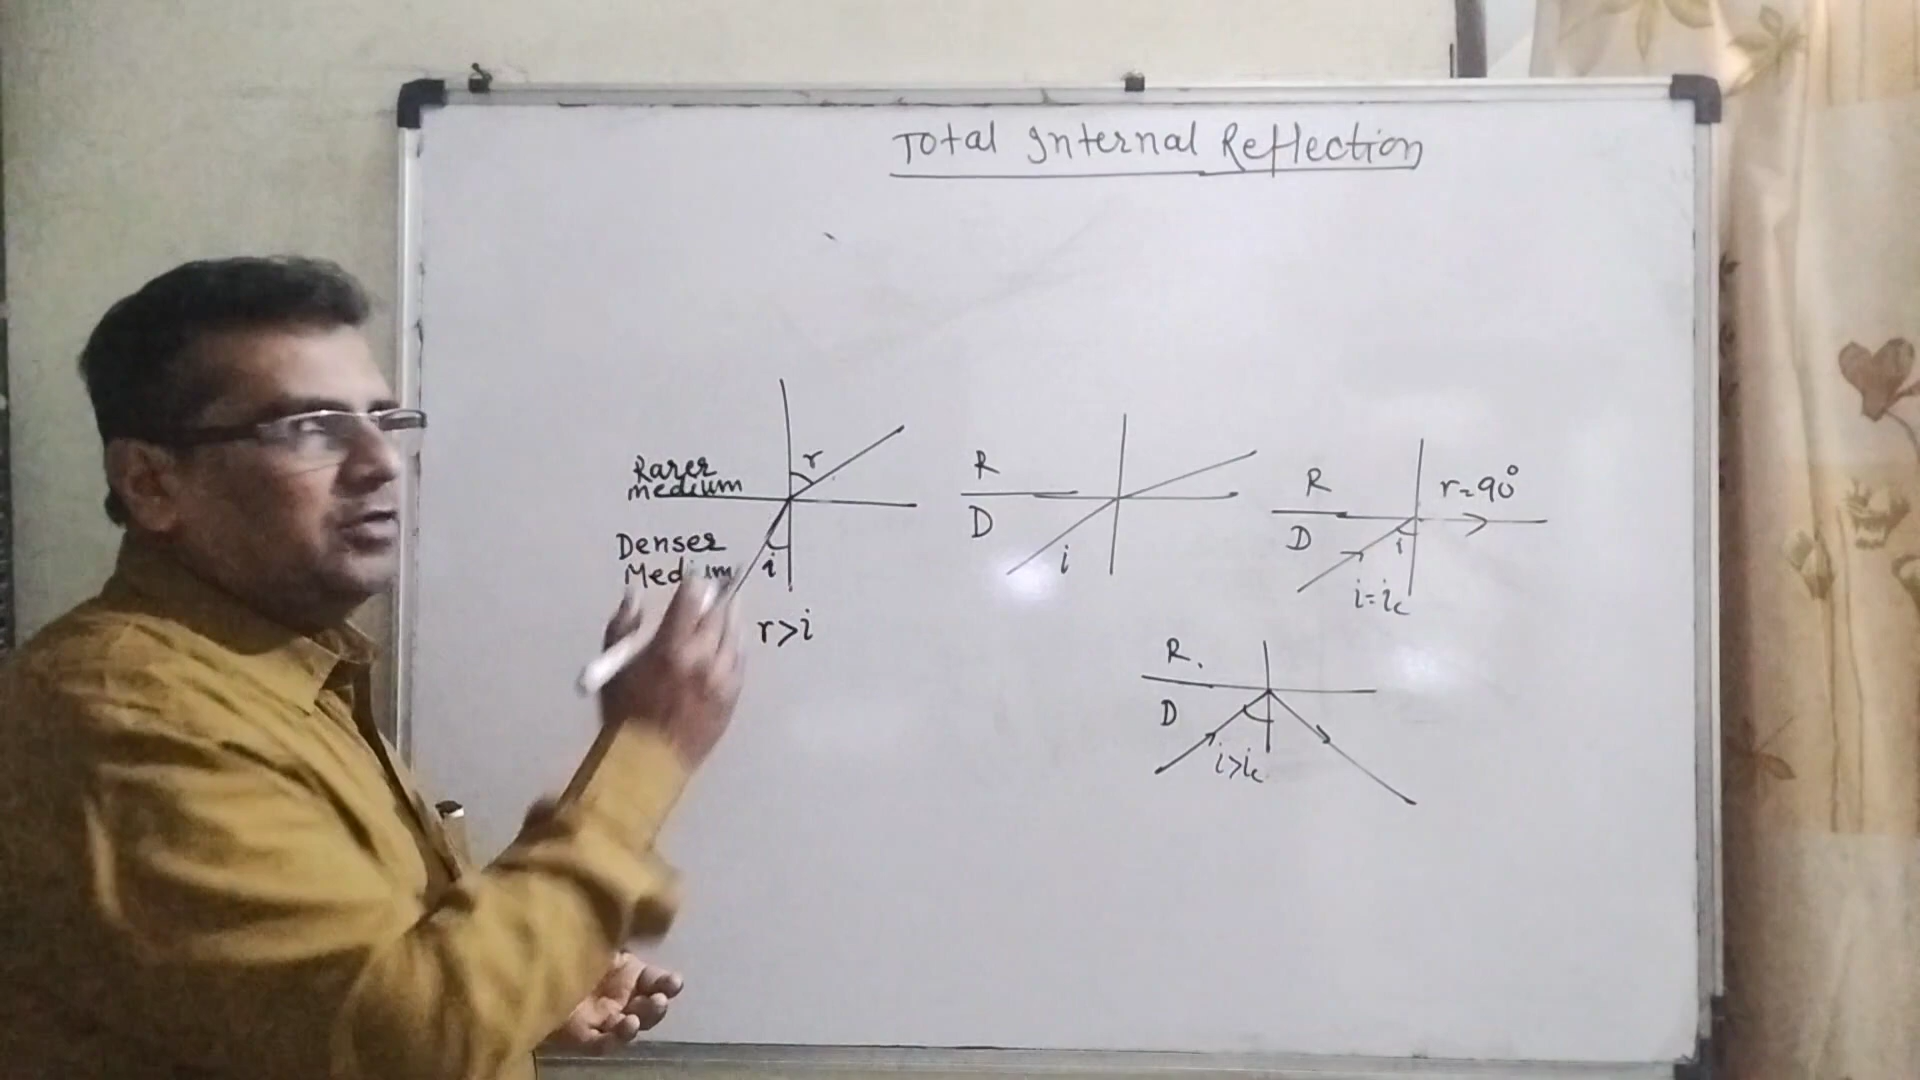 Total Internal Reflection
Rarer
medium
r
Denser
Medium
i
r>i
R
D
i
R
r=90°
D
i
i=ic
R.
D
i>ic